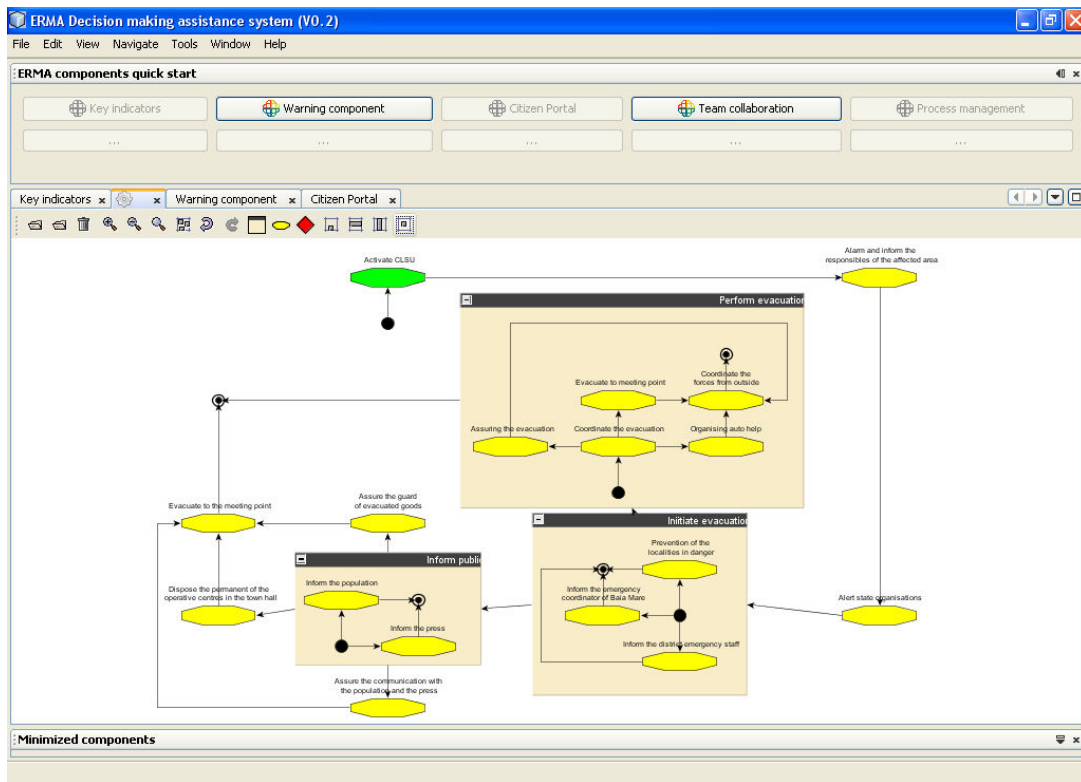 ERMA Decision making assistance system (V0.2)
File Edit View Navigate Tools Window Help
ERMA components quick start
Key indicators Warning component Citizen Portal Team collaboration Process management
... ... ... ... ...
Key indicators Warning component Citizen Portal
Activate CLSU
Alarm and inform the
responsibles of the affected area
Perform evacuation
Coordinate the
forces from outside
Evacuate to meeting point
Assuring the evacuation
Coordinate the evacuation
Organising auto help
Evacuate to the meeting point
Assure the guard
of evacuated goods
Initiate evacuation
Prevention of the
localities in danger
Inform public
Inform the population
Inform the press
Inform the emergency
coordinator of Baia Mare
Inform the district emergency staff
Dispose the permanent of the
operative centres in the town hall
Alert state organisations
Assure the communication with
the population and the press
Minimized components